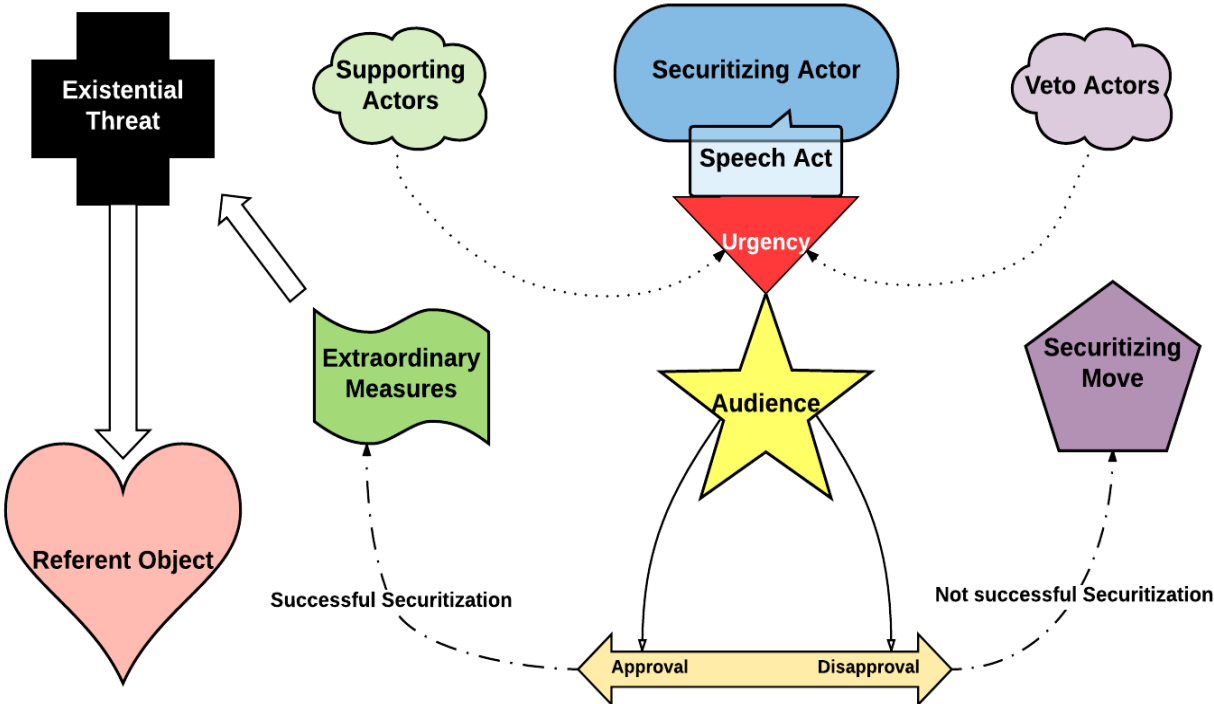 Existential
Threat
Supporting
Actors
Securitizing Actor
Speech Act
Veto Actors
Urgency
Extraordinary
Measures
Audience
Securitizing
Move
Referent Object
Successful Securitization
Not successful Securitization
Approval
Disapproval